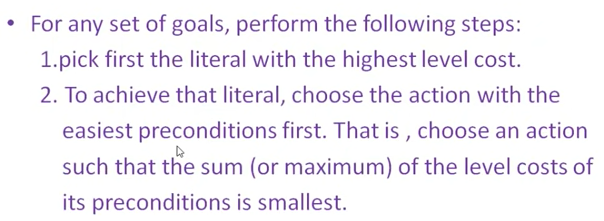 • For any set of goals, perform the following steps:
1.pick first the literal with the highest level cost.
2. To achieve that literal, choose the action with the
easiest preconditions first. That is , choose an action
such that the sum (or maximum) of the level costs of
its preconditions is smallest.